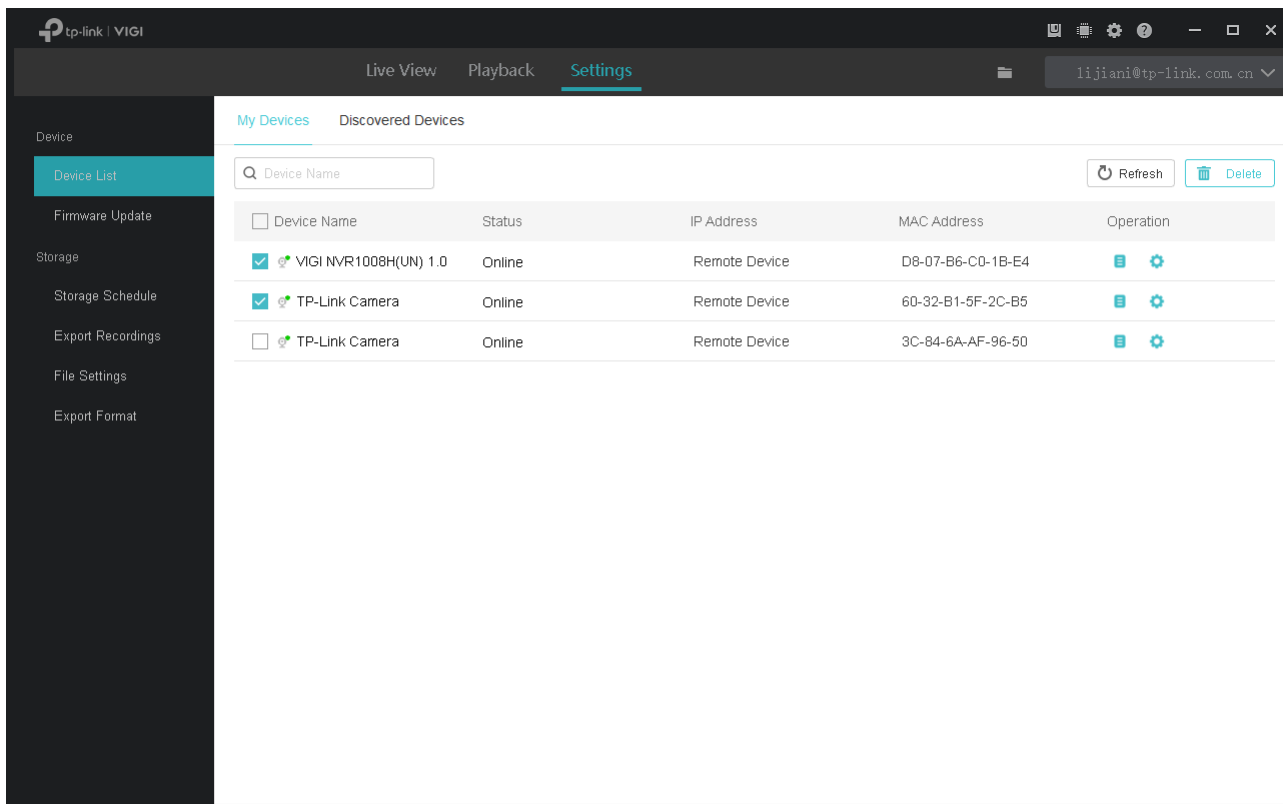 tp-link | VIGI
Live View Playback Settings lijiani@tp-link.com.cn
Device
Device List
Firmware Update
Storage
Storage Schedule
Export Recordings
File Settings
Export Format
My Devices Discovered Devices
Device Name Refresh Delete
Device Name Status IP Address MAC Address Operation
VIGI NVR1008H(UN) 1.0 Online Remote Device D8-07-B6-C0-1B-E4
TP-Link Camera Online Remote Device 60-32-B1-5F-2C-B5
TP-Link Camera Online Remote Device 3C-84-6A-AF-96-50